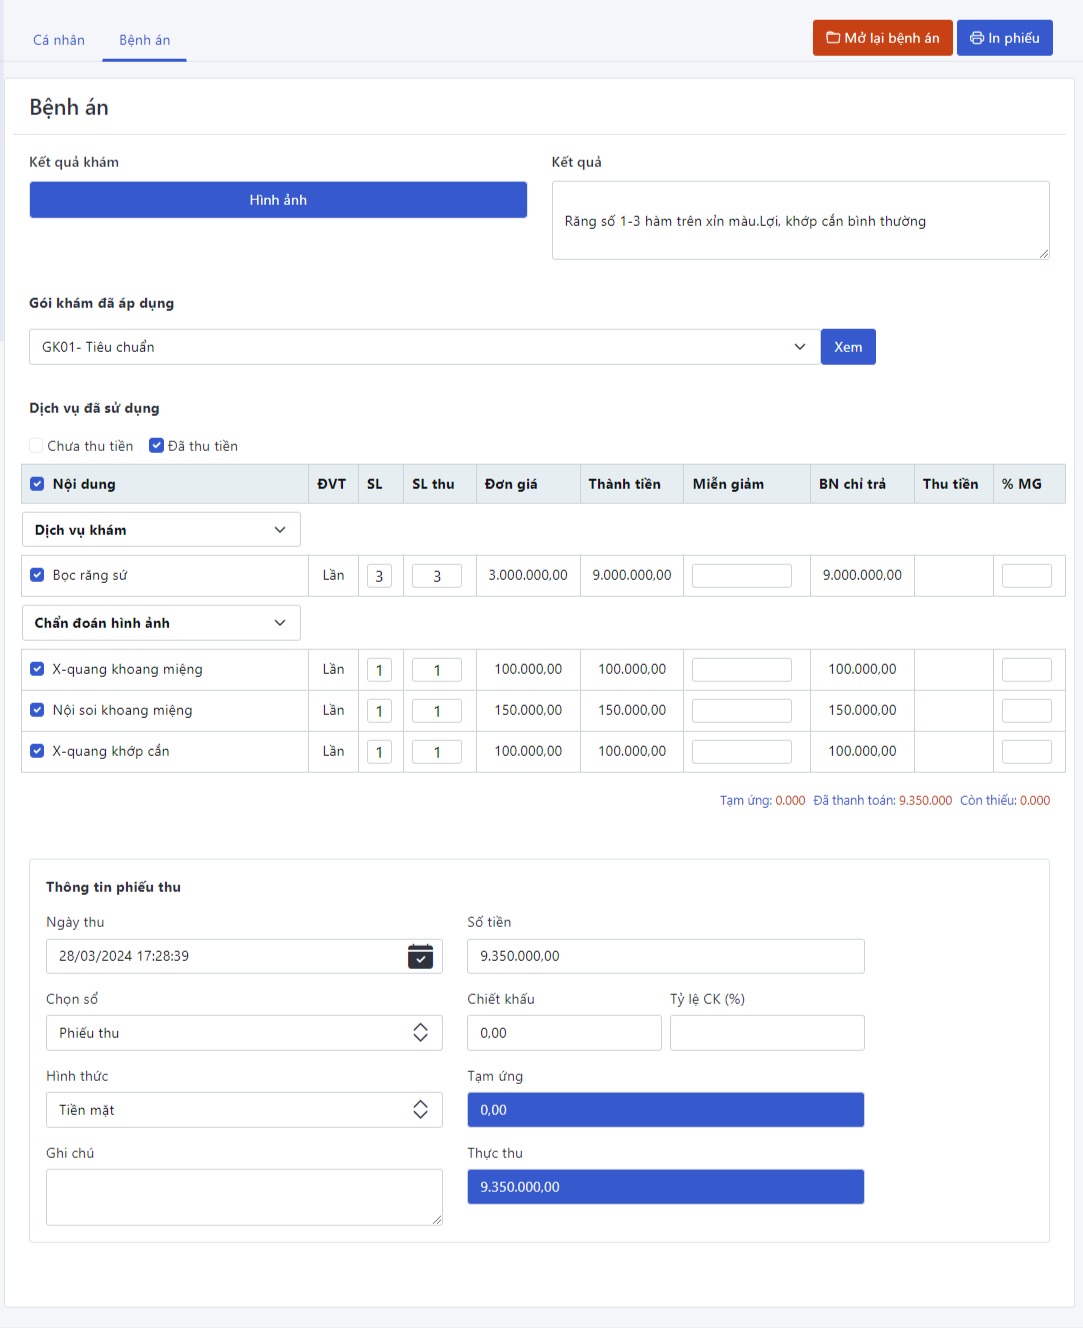 Cá nhân Bệnh án Mở lại bệnh án In phiếu
Bệnh án
Kết quả khám Kết quả
Hình ảnh
Răng số 1-3 hàm trên xỉn màu.Lợi, khớp cắn bình thường
Gói khám đã áp dụng
GK01- Tiêu chuẩn Xem
Dịch vụ đã sử dụng
Chưa thu tiền Đã thu tiền
Nội dung ĐVT SL SL thu Đơn giá Thành tiền Miễn giảm BN chi trả Thu tiền % MG
Dịch vụ khám
Bọc răng sứ Lần 3 3 3.000.000,00 9.000.000,00 9.000.000,00
Chẩn đoán hình ảnh
X-quang khoang miệng Lần 1 1 100.000,00 100.000,00 100.000,00
Nội soi khoang miệng Lần 1 1 150.000,00 150.000,00 150.000,00
X-quang khớp cắn Lần 1 1 100.000,00 100.000,00 100.000,00
Tạm ứng: 0.000 Đã thanh toán: 9.350.000 Còn thiếu: 0.000
Thông tin phiếu thu
Ngày thu Số tiền
28/03/2024 17:28:39 9.350.000,00
Chọn sổ Chiết khấu Tỷ lệ CK (%)
Phiếu thu 0,00
Hình thức Tạm ứng
Tiền mặt 0,00
Ghi chú Thực thu
9.350.000,00